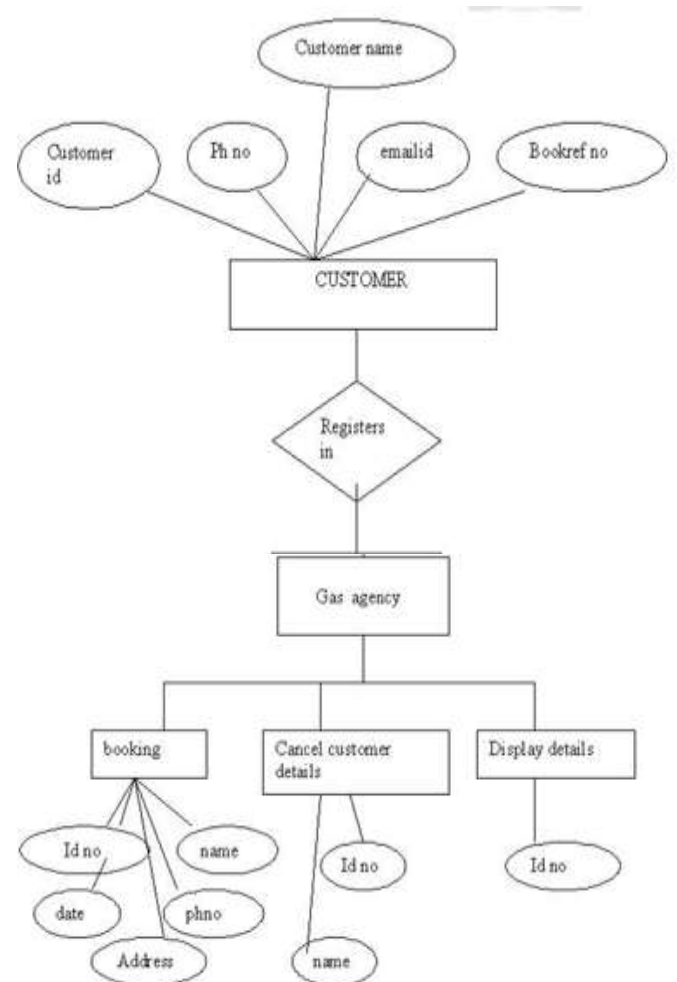 Customer name
Customer
id
Ph no
emailid
Bookref no
CUSTOMER
Registers
in
Gas agency
booking
Cancel customer
details
Display details
Id no
name
Id no
Id no
date
phno
Address
name